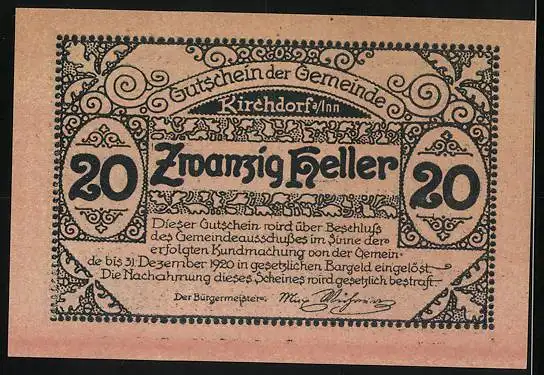 Gutschein der Gemeinde
Kirchdorf a/Inn
20 Zwanzig Heller 20
Dieser Gutschein wird über Beschluß
des Gemeindeausschußes im Sinne der
erfolgten Kundmachung von der Gemein-
de bis 31. Dezember 1920 in gesetzlichen Bargeld eingelöst.
Die Nachahmung dieses Scheines wird gesetzlich bestraft.
Der Bürgermeister: